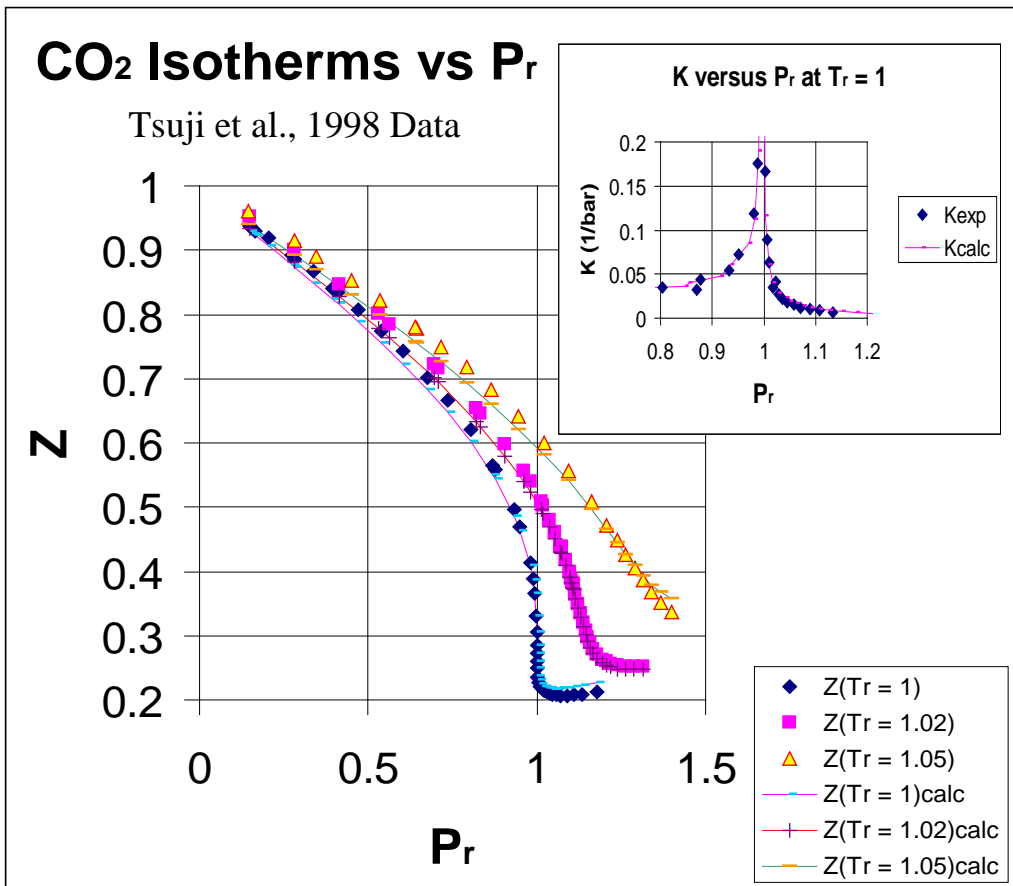 CO2 Isotherms vs Pr
Tsuji et al., 1998 Data
K versus Pr at Tr = 1
0.2
0.15
0.1
0.05
0
K (1/bar)
0.8 0.9 1 1.1 1.2
Pr
Kexp
Kcalc
1
0.9
0.8
0.7
0.6
0.5
0.4
0.3
0.2
Z
0 0.5 1 1.5
Pr
Z(Tr = 1)
Z(Tr = 1.02)
Z(Tr = 1.05)
Z(Tr = 1)calc
Z(Tr = 1.02)calc
Z(Tr = 1.05)calc